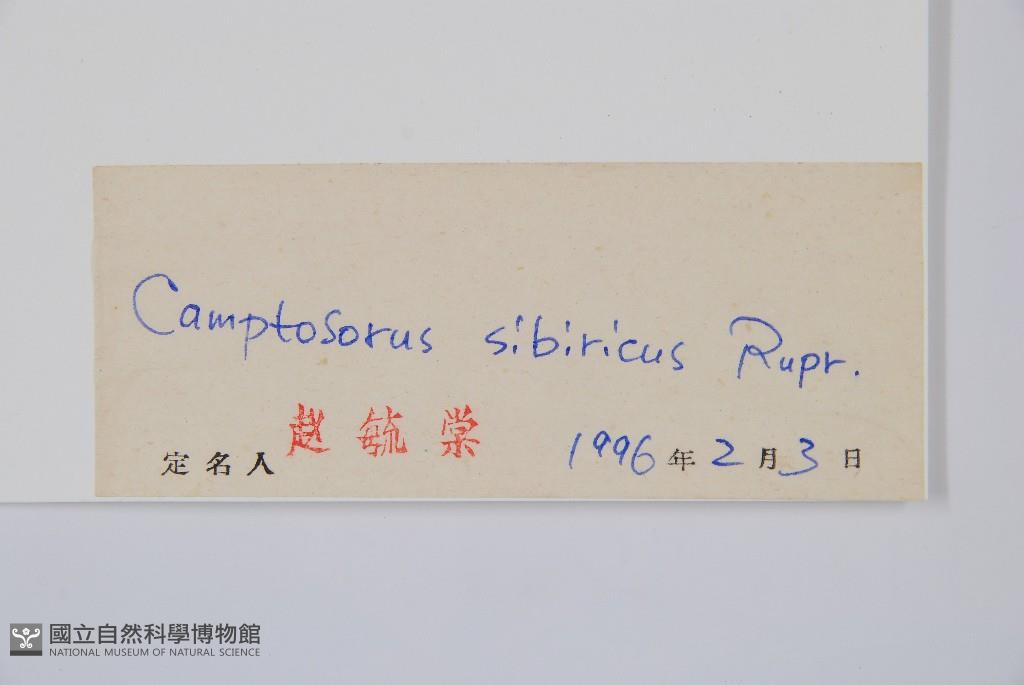 Camptosorus sibiricus Rupr.
定名人 赵毓棠 1996年2月3日
國立自然科學博物館
NATIONAL MUSEUM OF NATURAL SCIENCE